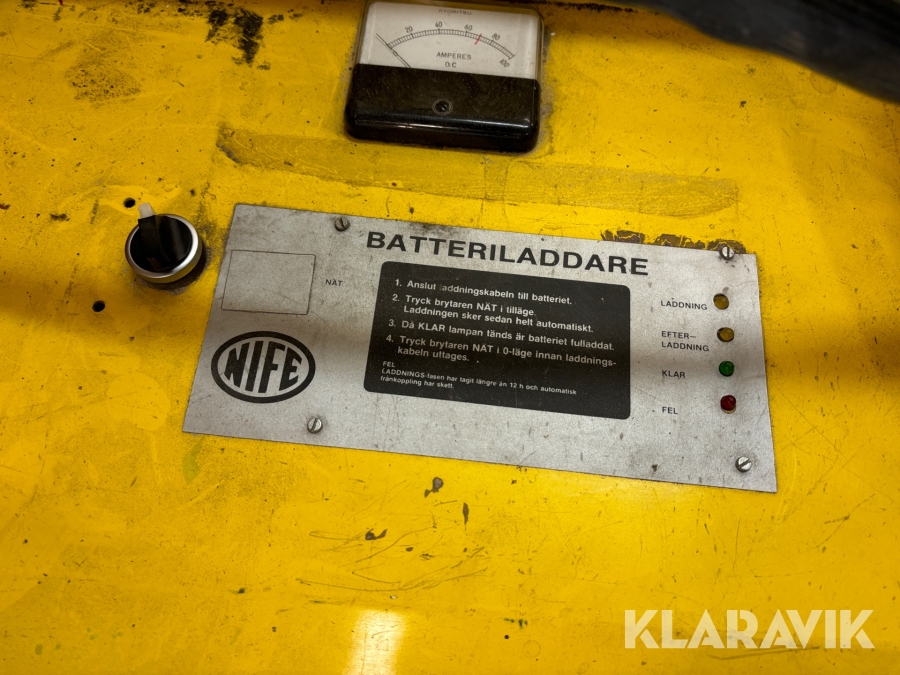 KYORITSU
20 40 60 80 100
AMPERES
D.C
BATTERILADDARE
NÄT
1. Anslut laddningskabeln till batteriet.
2. Tryck brytaren NÄT i tilläge.
Laddningen sker sedan helt automatiskt.
3. Då KLAR lampan tänds är batteriet fulladdat.
4. Tryck brytaren NÄT i 0-läge innan laddnings-
kabeln uttages.
FEL
LADDNINGS-fasen har tagit längre än 12 h och automatisk
frånkoppling har skett.
LADDNING
EFTER-
LADDNING
KLAR
FEL
NIFE
KLARAVIK